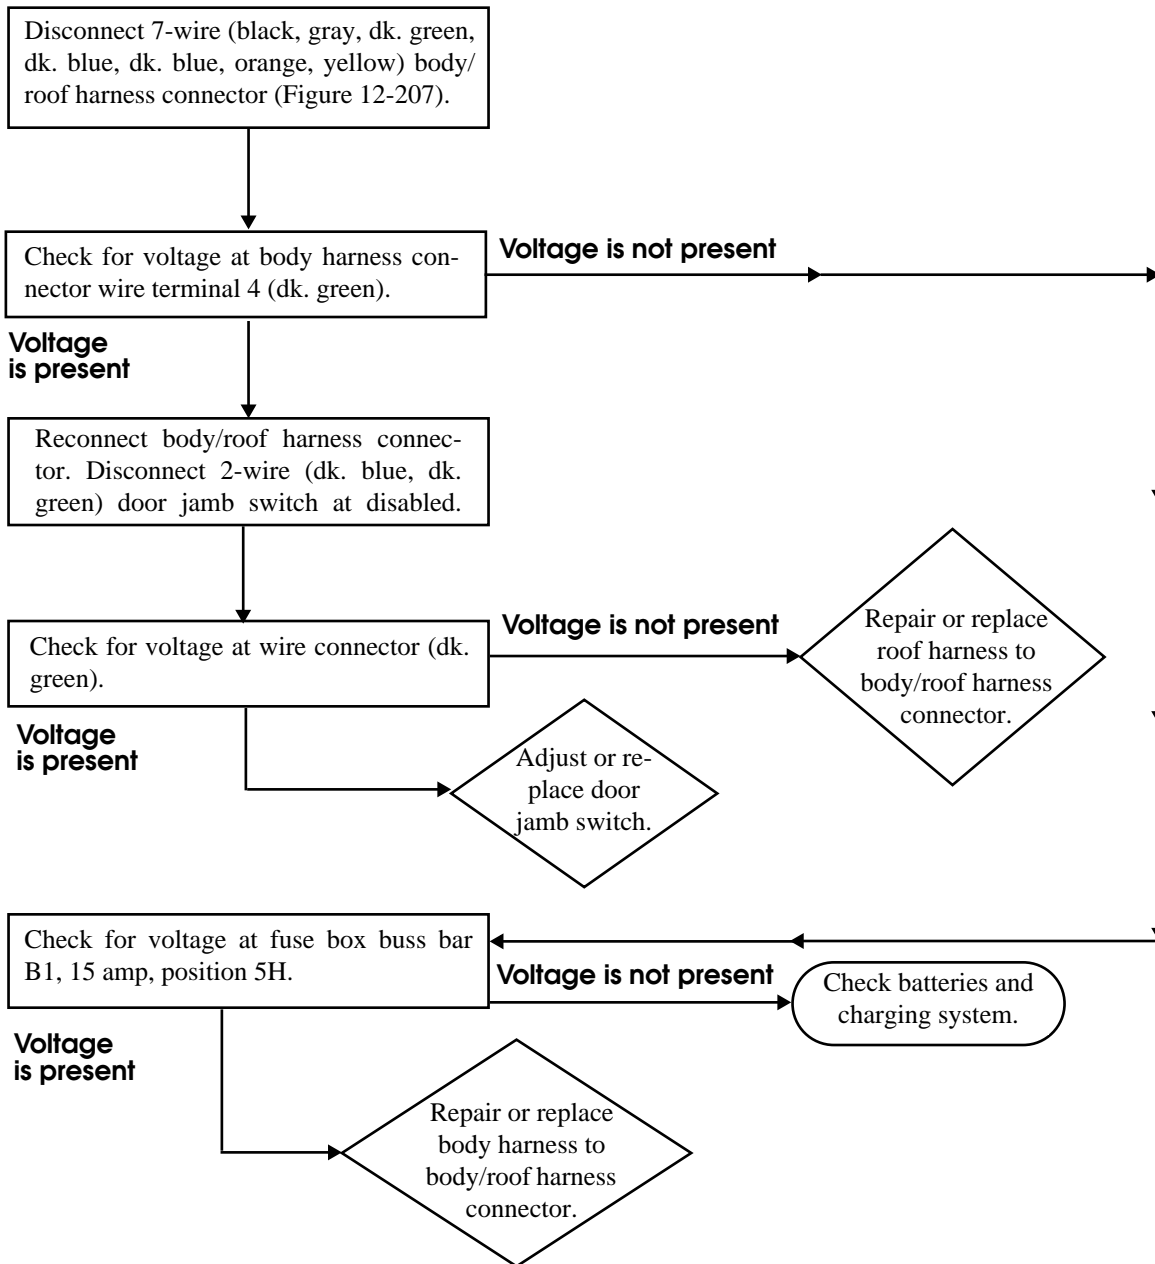 Disconnect 7-wire (black, gray, dk. green,
dk. blue, dk. blue, orange, yellow) body/
roof harness connector (Figure 12-207).
Check for voltage at body harness con-
nector wire terminal 4 (dk. green).
Voltage is not present
Voltage
is present
Reconnect body/roof harness connec-
tor. Disconnect 2-wire (dk. blue, dk.
green) door jamb switch at disabled.
Check for voltage at wire connector (dk.
green).
Voltage is not present
Repair or replace
roof harness to
body/roof harness
connector.
Voltage
is present
Adjust or re-
place door
jamb switch.
Check for voltage at fuse box buss bar
B1, 15 amp, position 5H.
Voltage is not present
Check batteries and
charging system.
Voltage
is present
Repair or replace
body harness to
body/roof harness
connector.